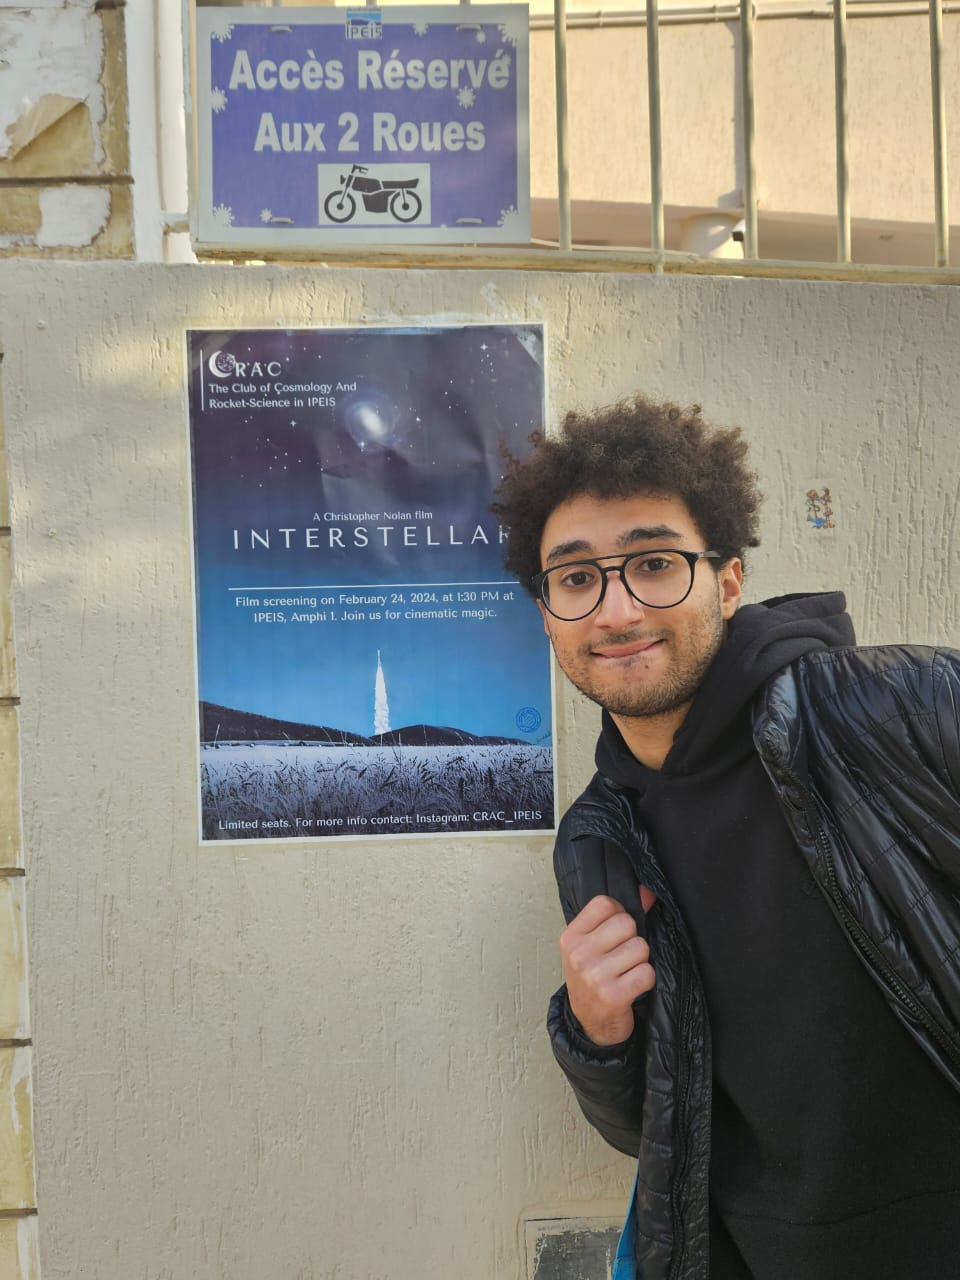 IPEIS
Accès Réservé
Aux 2 Roues
CRAC
The Club of Cosmology And
Rocket-Science in IPEIS
A Christopher Nolan film
INTERSTELLAR
Film screening on February 24, 2024, at 1:30 PM at
IPEIS, Amphi 1. Join us for cinematic magic.
Limited seats. For more info contact: Instagram: CRAC_IPEIS